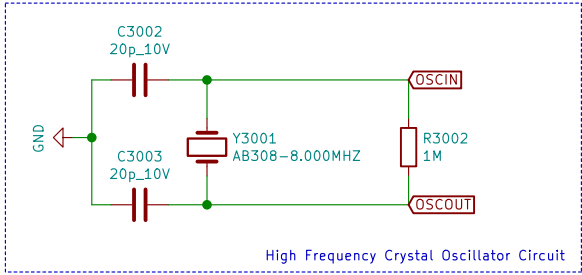 C3002
20p_10V
OSCIN
GND
Y3001
AB308-8.000MHZ
R3002
1M
C3003
20p_10V
OSCOUT
High Frequency Crystal Oscillator Circuit